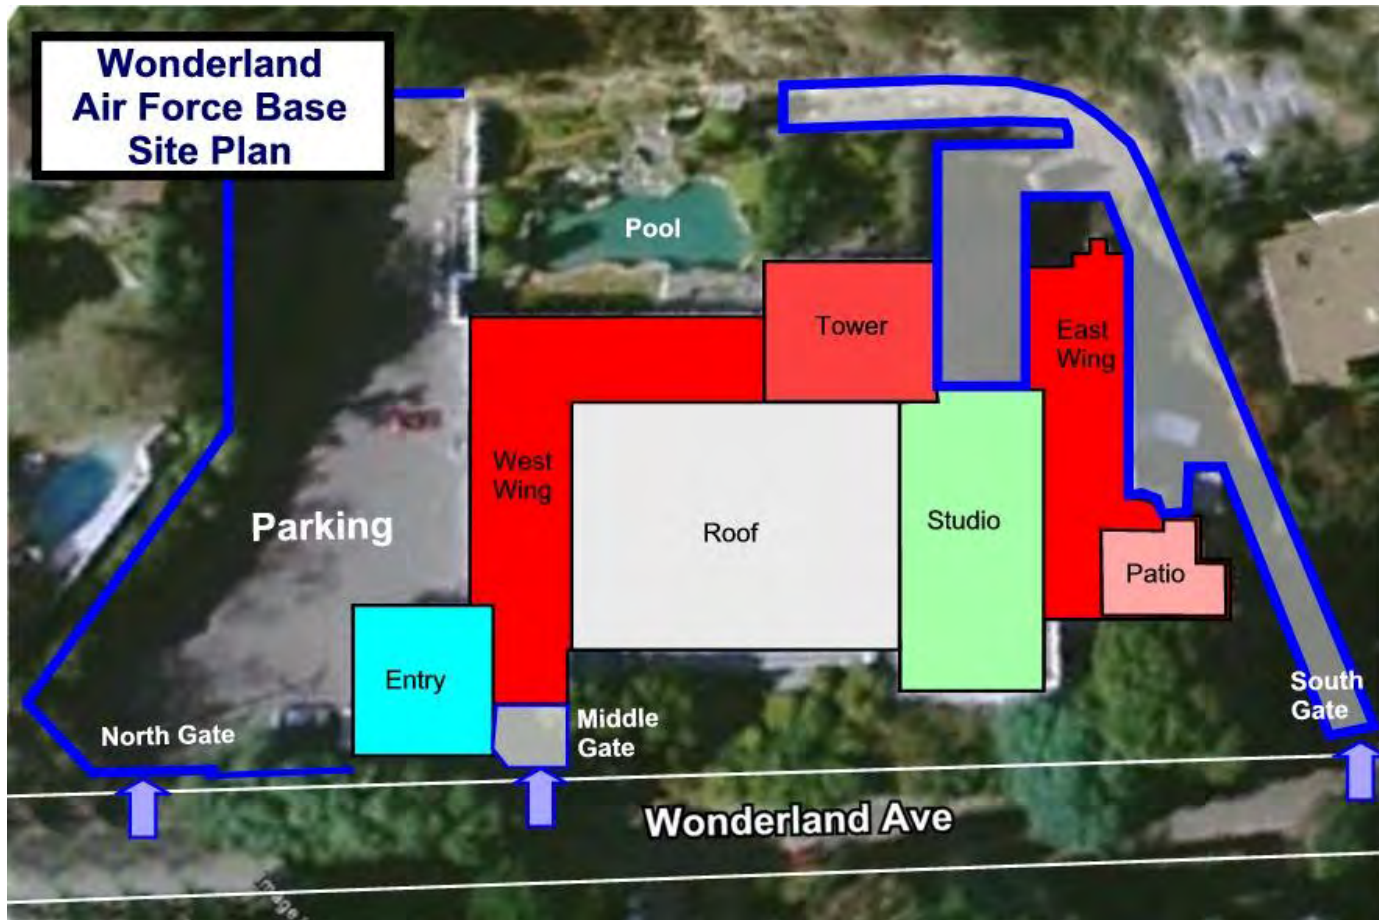 Wonderland
Air Force Base
Site Plan
Pool
Tower
East
Wing
West
Wing
Parking
Roof
Studio
Patio
Entry
North Gate
Middle
Gate
South
Gate
Wonderland Ave
Image